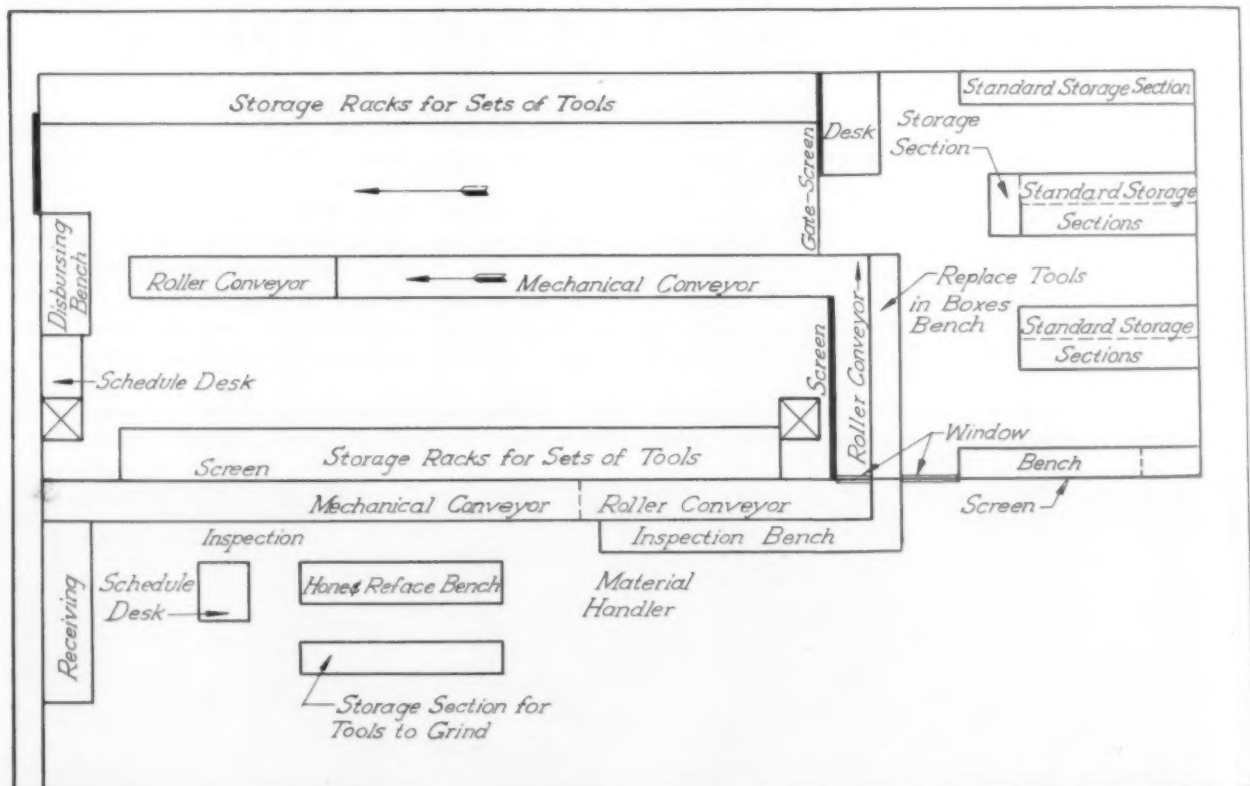 Storage Racks for Sets of Tools
Desk
Storage
Section
Standard Storage Section
Standard Storage
Sections
Gate-Screen
Disbursing
Bench
Roller Conveyor
Mechanical Conveyor
Roller Conveyor
Replace Tools
in Boxes
Bench
Standard Storage
Sections
Screen
Schedule Desk
Screen
Storage Racks for Sets of Tools
Window
Bench
Screen
Mechanical Conveyor
Roller Conveyor
Inspection Bench
Inspection
Receiving
Schedule
Desk
Hone & Reface Bench
Material
Handler
Storage Section for
Tools to Grind